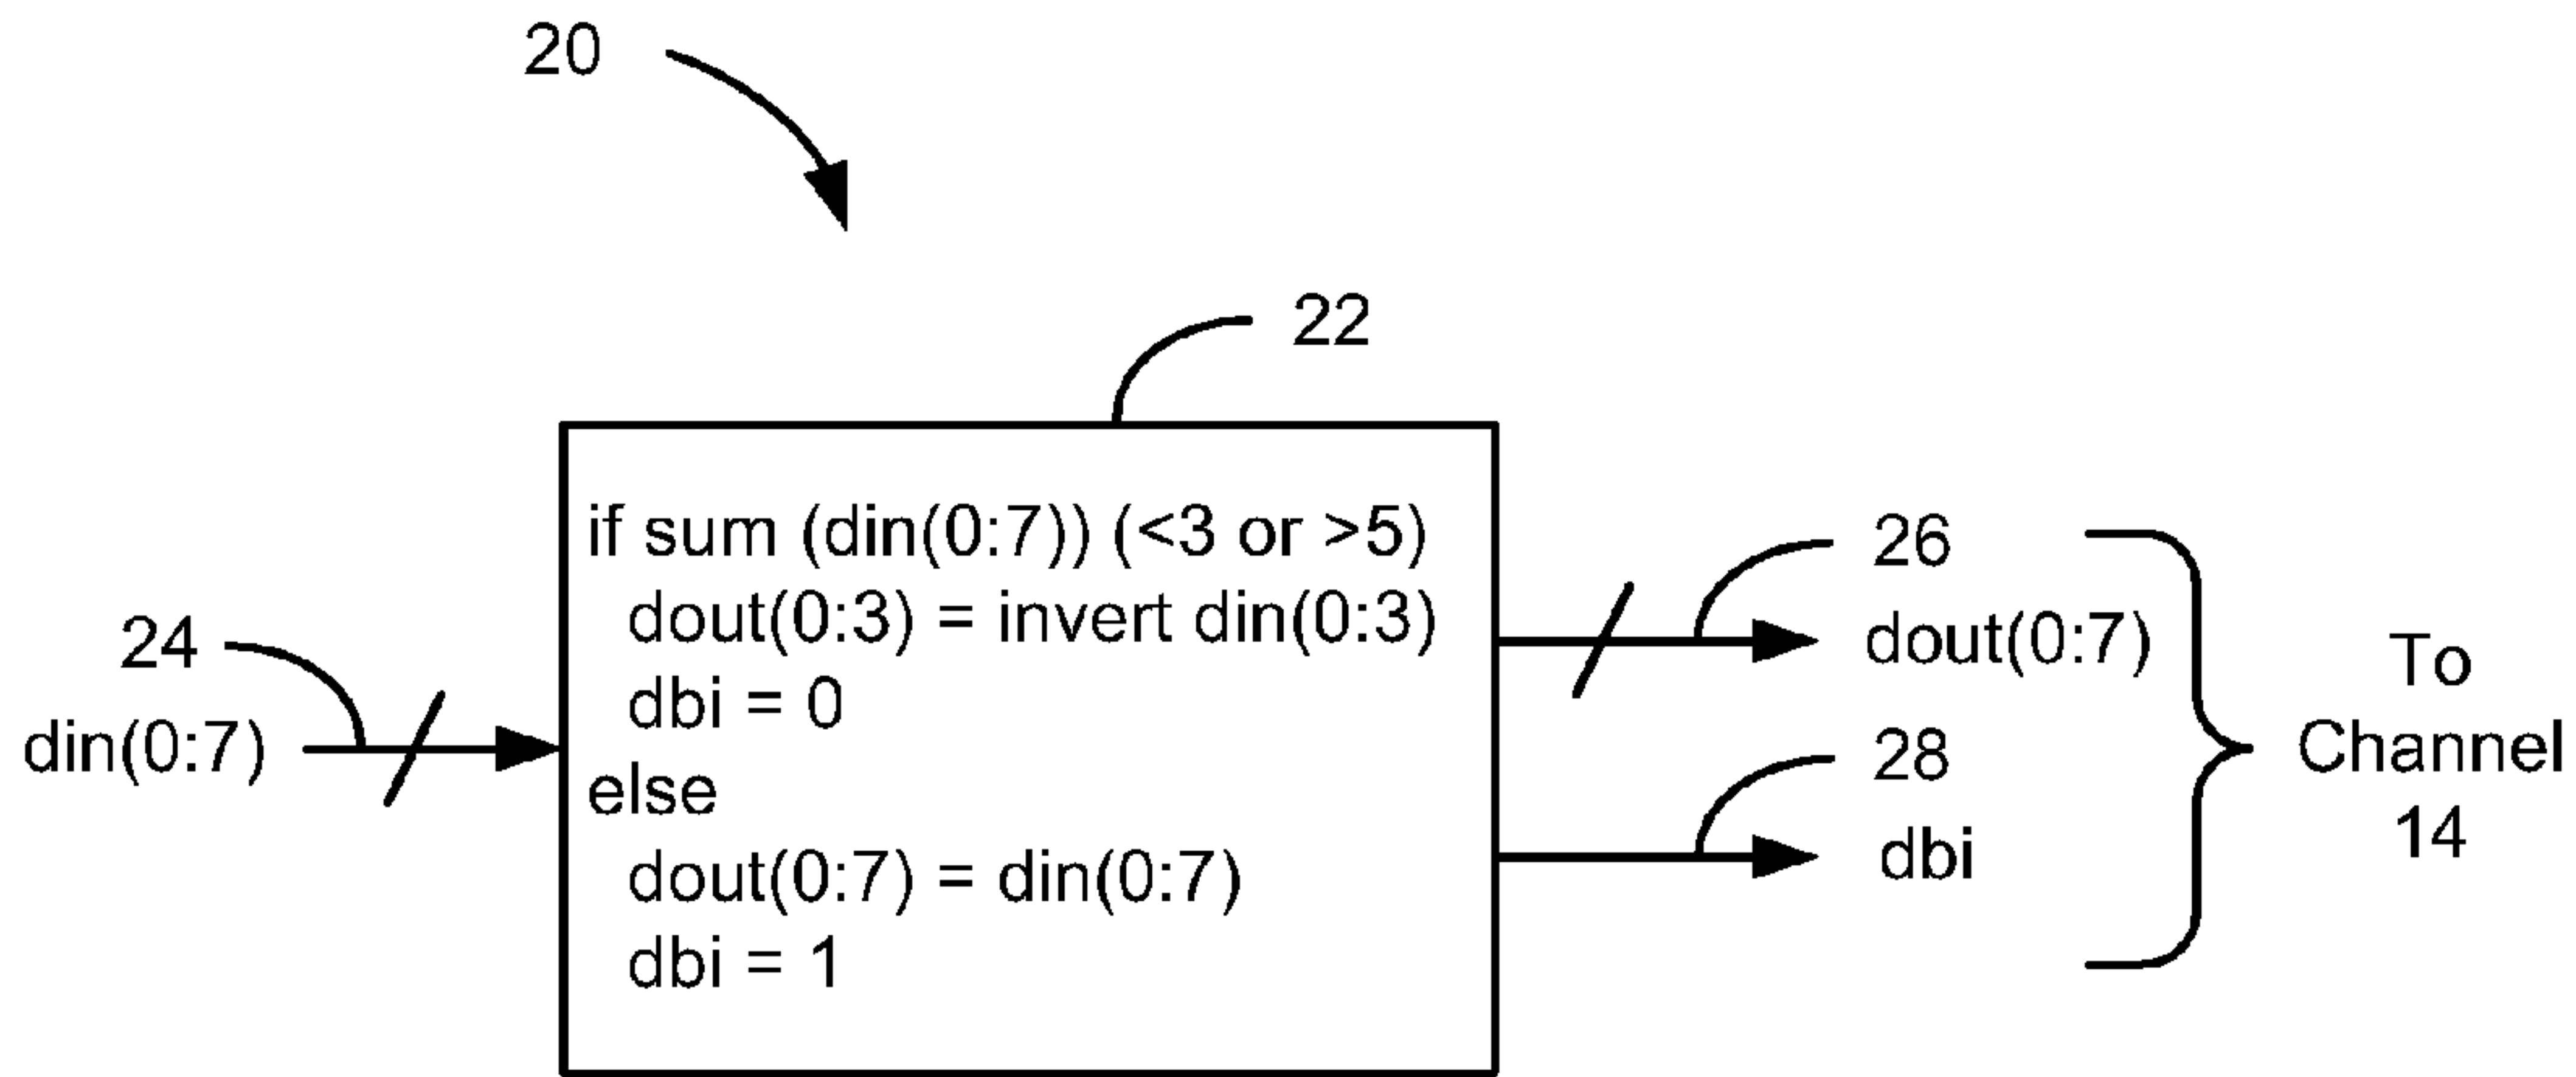 20
22
if sum (din(0:7)) (<3 or >5)
dout(0:3) = invert din(0:3)
dbi = 0
else
dout(0:7) = din(0:7)
dbi = 1
24
din(0:7)
26
dout(0:7)
28
dbi
To
Channel
14